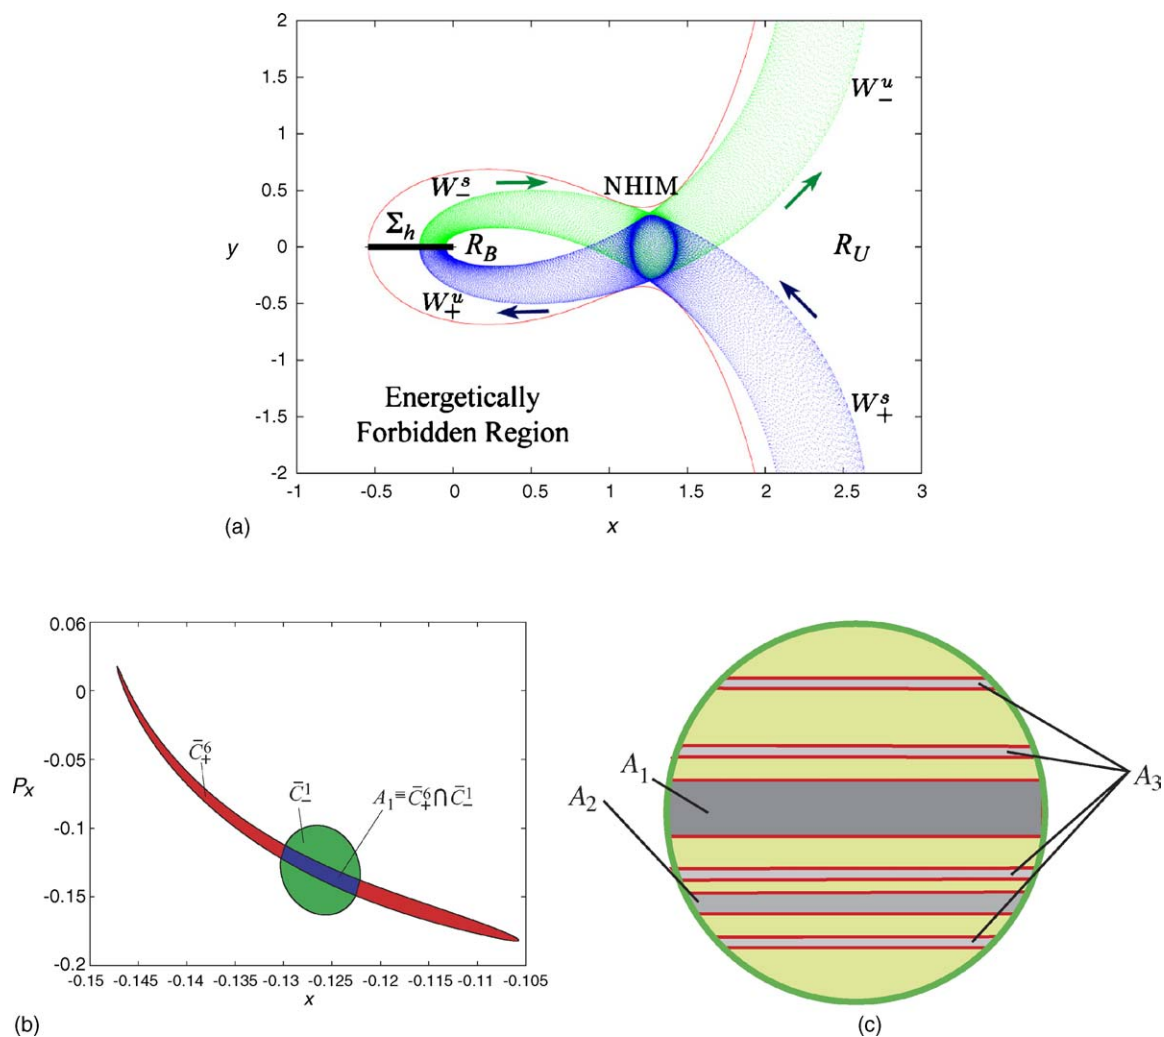 2
1.5
1
0.5
0
-0.5
-1
-1.5
-2
y
-1 -0.5 0 0.5 1 1.5 2 2.5 3
x
W^u_-
W^s_-
NHIM
Σ_h
R_B
R_U
W^u_+
W^s_+
Energetically
Forbidden Region
(a)
0.06
0
-0.05
-0.1
-0.15
-0.2
P_x
-0.15 -0.145 -0.14 -0.135 -0.13 -0.125 -0.12 -0.115 -0.11 -0.105
x
C̄^6_+
C̄^1_-
A_1≡C̄^6_+∩C̄^1_-
(b)
A_1
A_2
A_3
(c)